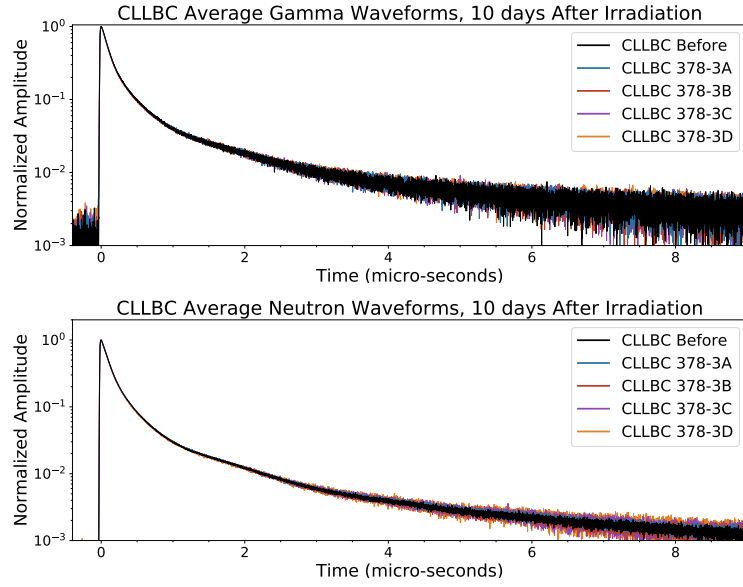 CLLBC Average Gamma Waveforms, 10 days After Irradiation
Normalized Amplitude
10⁰
10⁻¹
10⁻²
10⁻³
CLLBC Before
CLLBC 378-3A
CLLBC 378-3B
CLLBC 378-3C
CLLBC 378-3D
0 2 4 6 8
Time (micro-seconds)
CLLBC Average Neutron Waveforms, 10 days After Irradiation
Normalized Amplitude
10⁰
10⁻¹
10⁻²
10⁻³
CLLBC Before
CLLBC 378-3A
CLLBC 378-3B
CLLBC 378-3C
CLLBC 378-3D
0 2 4 6 8
Time (micro-seconds)